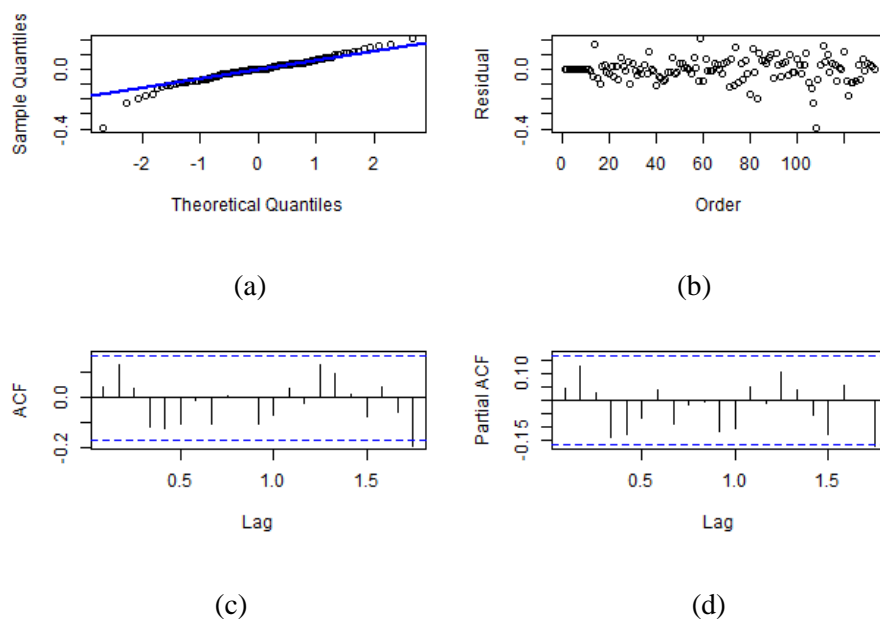 Sample Quantiles
0.0
-0.4
-2 -1 0 1 2
Theoretical Quantiles
(a)
Residual
0.0
-0.4
0 20 40 60 80 100
Order
(b)
ACF
0.0
-0.2
0.5 1.0 1.5
Lag
(c)
Partial ACF
0.10
-0.15
0.5 1.0 1.5
Lag
(d)